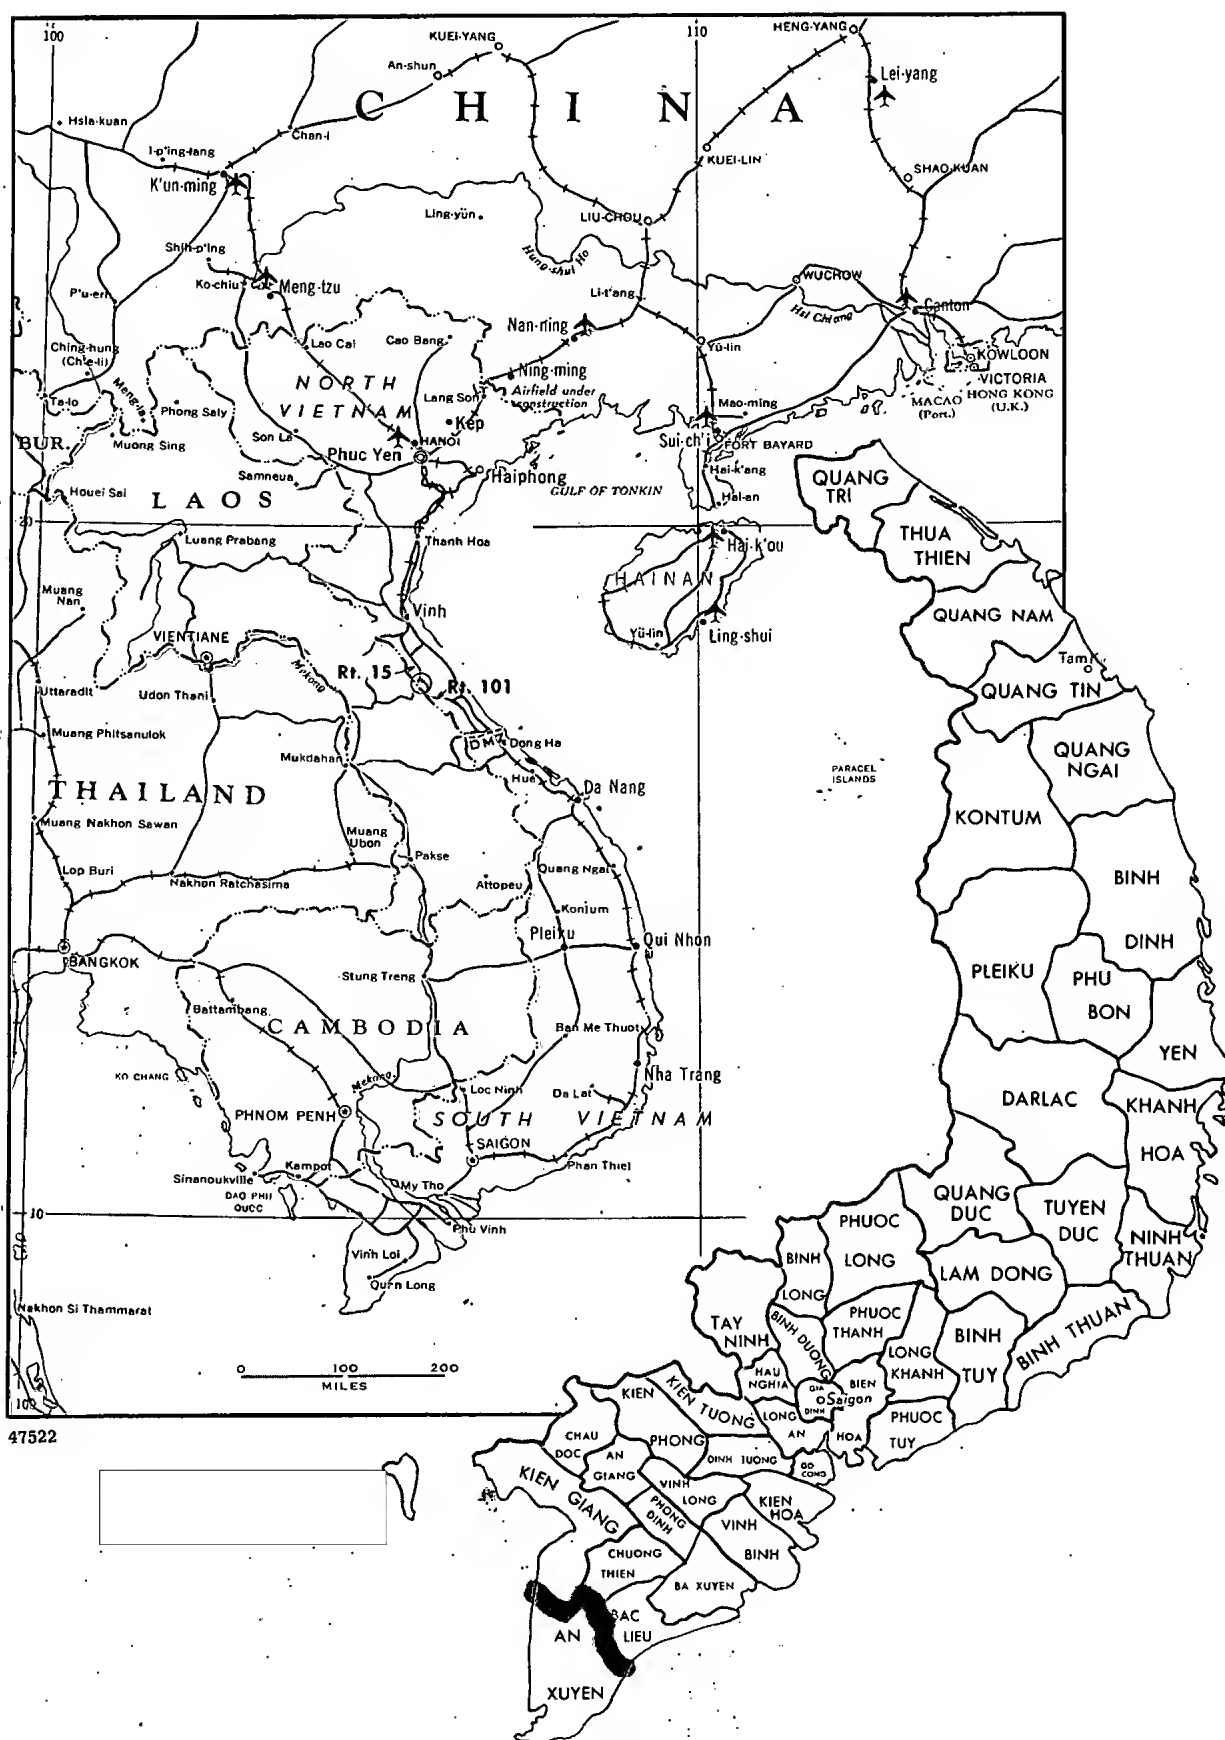 100
110
HENG-YANG
KUEI-YANG
An-shun
Lei-yang
CHINA
Hsia-kuan
Chan-i
I-p'ing-lang
KUEI-LIN
SHAO-KUAN
K'un-ming
Ling-yün
LIU-CHOU
Shih-p'ing
Hung-shui Ho
WUCHOW
Ko-chiu
Meng-tzu
Li-t'ang
P'u-erh
Hsi Chiang
Canton
Nan-ning
Lao Cai
Cao Bang
Yü-lin
Ching-hung
(Ch'e-li)
KOWLOON
Ning-ming
VICTORIA
HONG KONG
(U.K.)
MACAO
(Port.)
NORTH
VIETNAM
Airfield under
construction
Meng-la
Lang Son
Ta-lo
Phong Saly
Mao-ming
Kep
BUR.
Muong Sing
Son La
HANOI
Sui-ch'i
FORT BAYARD
Phuc Yen
Haiphong
Hai-k'ang
Samneua
QUANG
TRI
Houei Sai
LAOS
GULF OF TONKIN
Hai-an
20
THUA
THIEN
Luang Prabang
Thanh Hoa
Hai-k'ou
HAINAN
Muang
Nan
Vinh
QUANG NAM
VIENTIANE
Yü-lin
Ling-shui
Mekong
Rt. 15
Tam K
Uttaradit
Udon Thani
Rt. 101
QUANG TIN
Muang Phitsanulok
DMZ
Dong Ha
QUANG
NGAI
Mukdahan
Hue
PARACEL
ISLANDS
THAILAND
Da Nang
KONTUM
Muang Nakhon Sawan
Muang
Ubon
Pakse
Lop Buri
Quang Ngai
BINH
DINH
Nakhon Ratchasima
Attopeu
Kontum
Pleiku
Qui Nhon
BANGKOK
PLEIKU
PHU
BON
Stung Treng
Battambang
CAMBODIA
Ban Me Thuot
YEN
KO CHANG
Mekong
Nha Trang
Loc Ninh
Da Lat
DARLAC
KHANH
HOA
PHNOM PENH
SOUTH VIETNAM
SAIGON
Kampot
Phan Thiet
Sinanoukville
DAO PHU
QUOC
My Tho
QUANG
DUC
TUYEN
DUC
PHUOC
LONG
10
Phu Vinh
NINH
THUAN
Vinh Loi
BINH
LONG
LAM DONG
Quan Long
Nakhon Si Thammarat
TAY
NINH
BINH DUONG
PHUOC
THANH
BINH
TUY
BINH THUAN
LONG
KHANH
0 100 200
MILES
HAU
NGHIA
KIEN
PHONG
KIEN TUONG
GIA
DINH
Saigon
BIEN
HOA
100
LONG
AN
PHUOC
TUY
47522
CHAU
DOC
AN
GIANG
DINH TUONG
GO
CONG
KIEN GIANG
VINH
LONG
KIEN
HOA
PHONG
DINH
VINH
BINH
CHUONG
THIEN
BA XUYEN
BAC
LIEU
AN
XUYEN